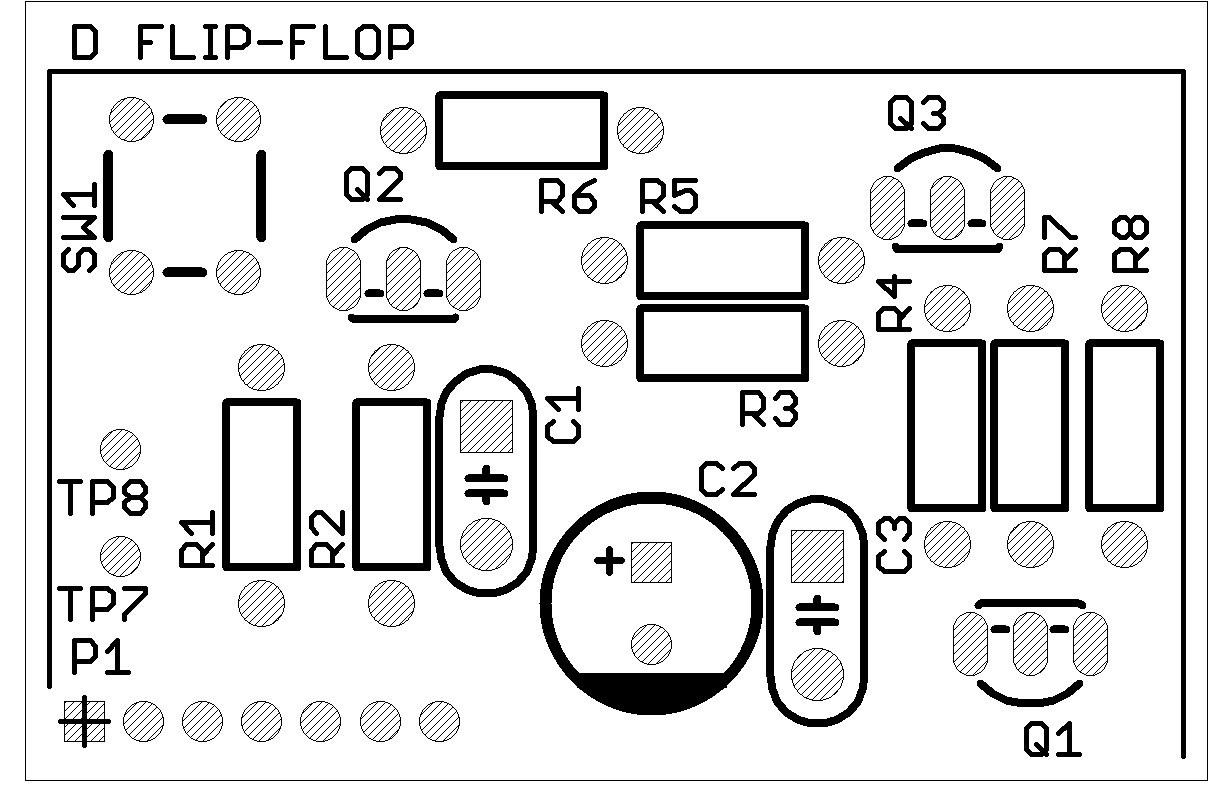 D FLIP-FLOP
Q3
Q2
SW1
R6 R5
R7
R8
R4
R3
C1
C2
TP8
R1
R2
+
C3
TP7
P1
Q1